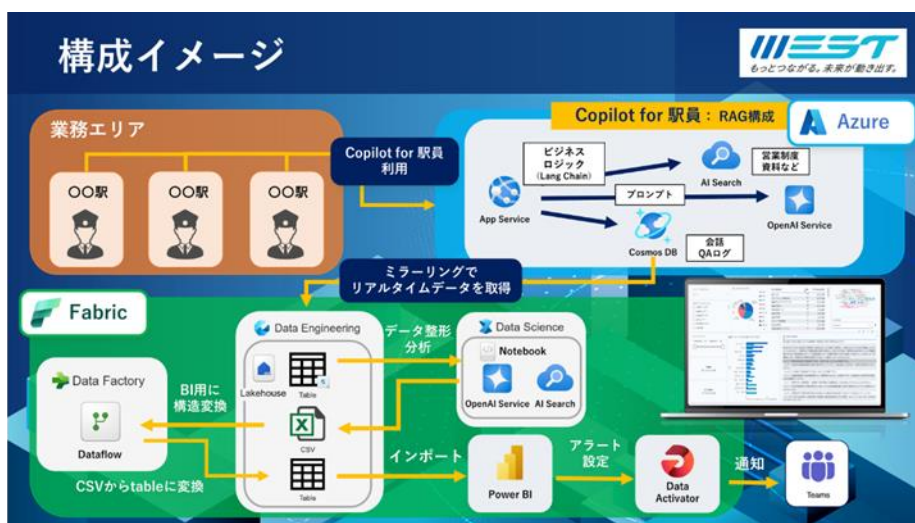 構成イメージ
WEST
もっとつながる。未来が動き出す。
業務エリア
〇〇駅
〇〇駅
〇〇駅
Copilot for 駅員
利用
Copilot for 駅員：RAG構成
Azure
ビジネス
ロジック
(Lang Chain)
App Service
プロンプト
AI Search
営業制度
資料など
OpenAI Service
Cosmos DB
会話
QAログ
ミラーリングで
リアルタイムデータを取得
Fabric
Data Factory
Dataflow
BI用に
構造変換
CSVからtableに変換
Data Engineering
Lakehouse
Table
CSV
Table
データ整形
分析
Data Science
Notebook
OpenAI Service
AI Search
インポート
Power BI
アラート
設定
Data
Activator
通知
Teams